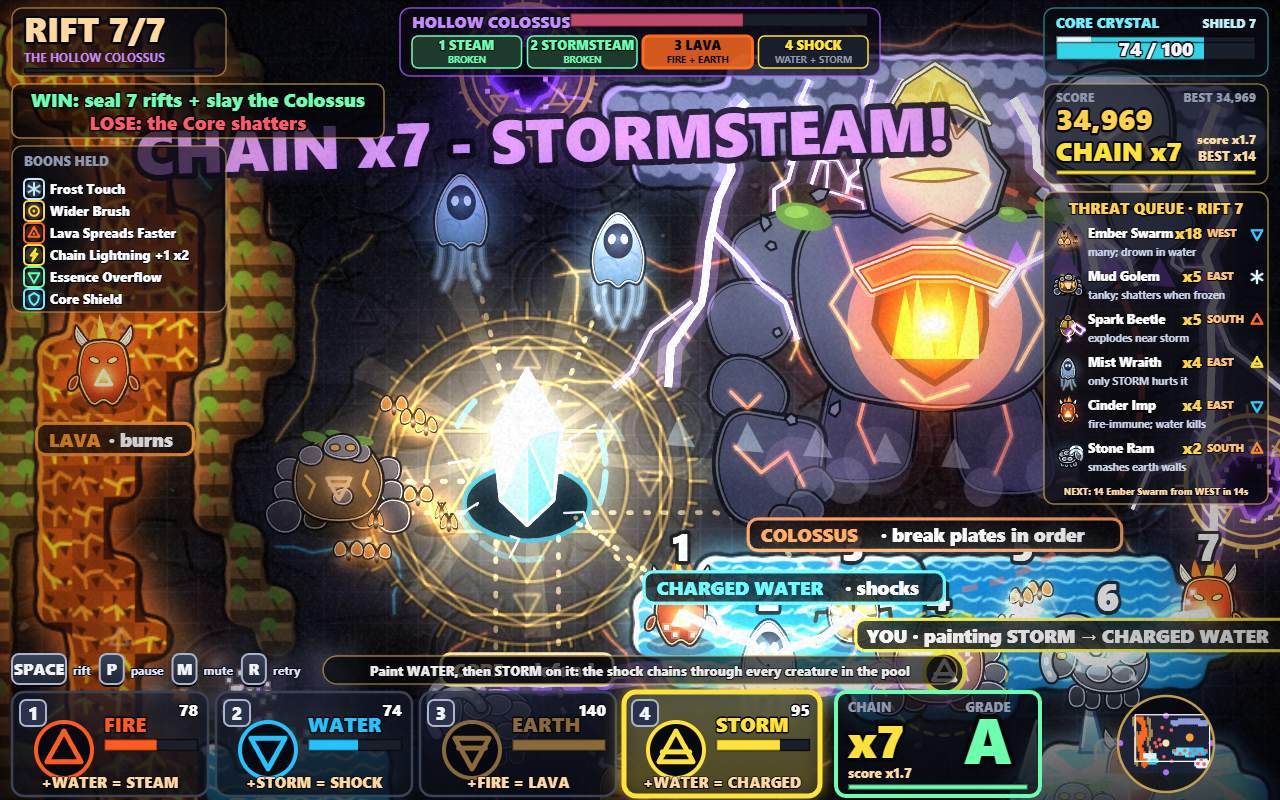 RIFT 7/7
THE HOLLOW COLOSSUS
HOLLOW COLOSSUS
1 STEAM
BROKEN
2 STORMSTEAM
BROKEN
3 LAVA
FIRE + EARTH
4 SHOCK
WATER + STORM
CORE CRYSTAL
SHIELD 7
74 / 100
WIN: seal 7 rifts + slay the Colossus
LOSE: the Core shatters
CHAIN x7 - STORMSTEAM!
SCORE
BEST 34,969
34,969
score x1.7
CHAIN x7
BEST x14
BOONS HELD
Frost Touch
Wider Brush
Lava Spreads Faster
Chain Lightning +1 x2
Essence Overflow
Core Shield
THREAT QUEUE · RIFT 7
Ember Swarm x18 WEST
many; drown in water
Mud Golem x5 EAST
tanky; shatters when frozen
Spark Beetle x5 SOUTH
explodes near storm
Mist Wraith x4 EAST
only STORM hurts it
Cinder Imp x4 EAST
fire-immune; water kills
Stone Ram x2 SOUTH
smashes earth walls
NEXT: 14 Ember Swarm from WEST in 14s
LAVA · burns
COLOSSUS · break plates in order
1
7
CHARGED WATER · shocks
6
YOU · painting STORM → CHARGED WATER
SPACE rift P pause M mute R retry
Paint WATER, then STORM on it: the shock chains through every creature in the pool
1 FIRE 78
+WATER = STEAM
2 WATER 74
+STORM = SHOCK
3 EARTH 140
+FIRE = LAVA
4 STORM 95
+WATER = CHARGED
CHAIN
GRADE
x7
A
score x1.7